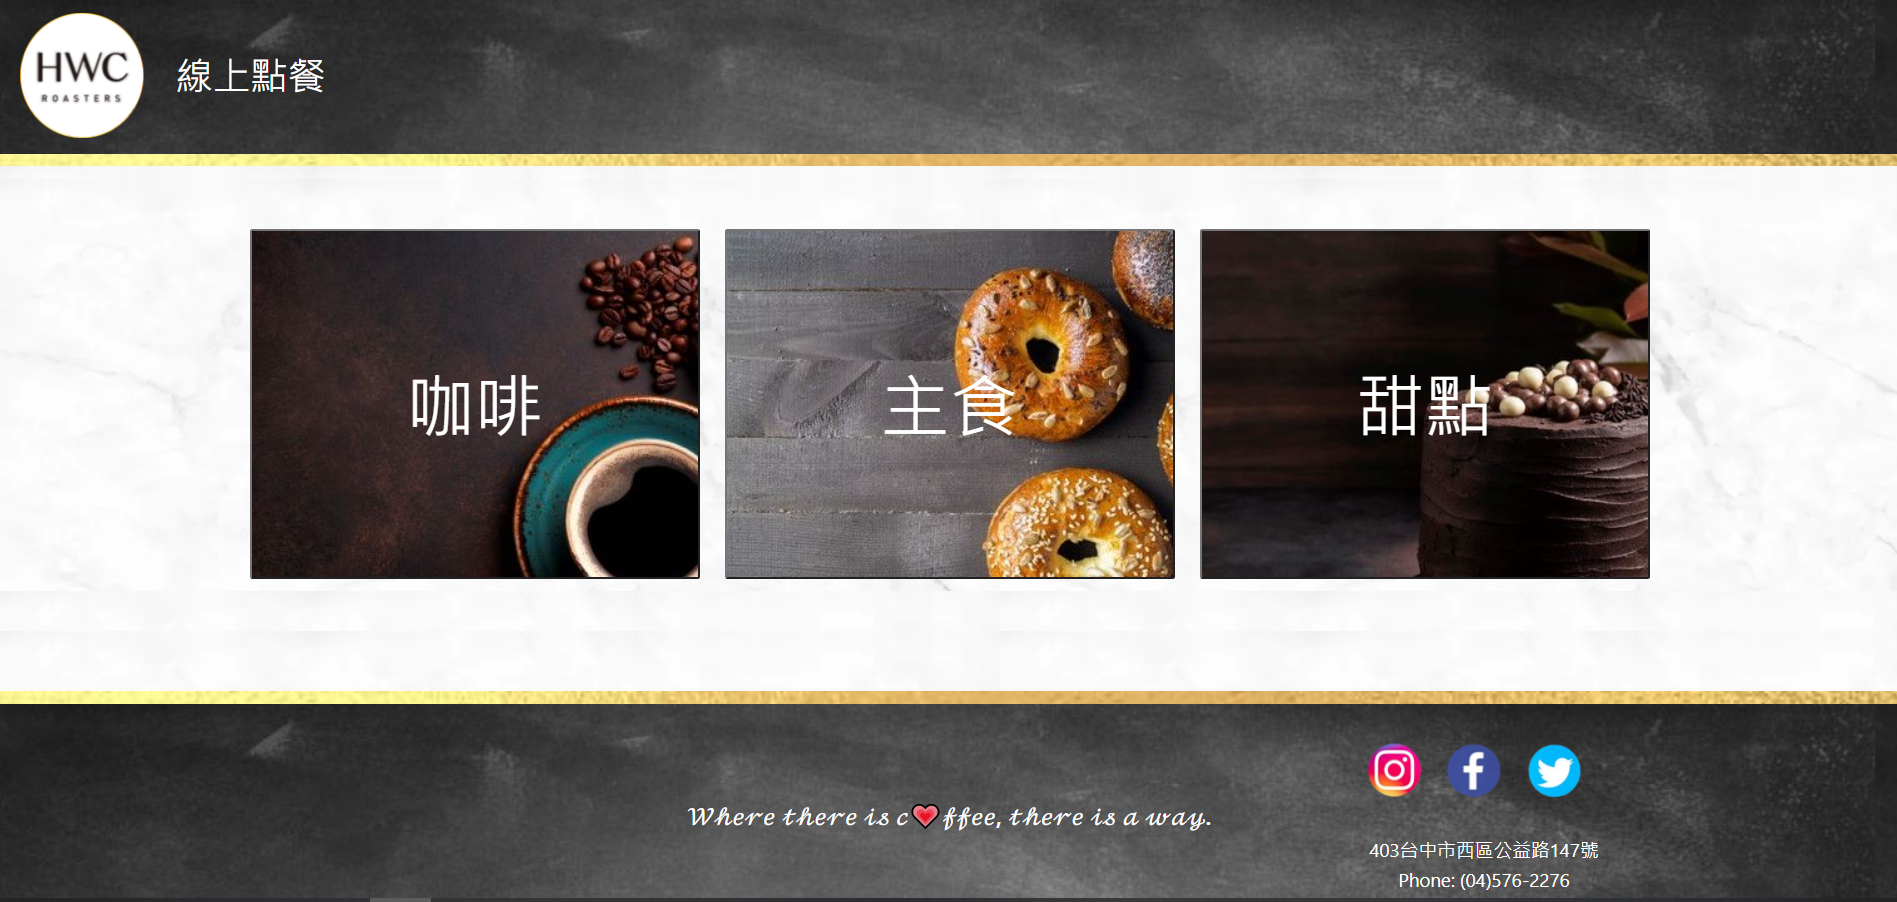 HWC
ROASTERS
線上點餐
咖啡
主食
甜點
Where there is c💗ffee, there is a way.
403台中市西區公益路147號
Phone: (04)576-2276